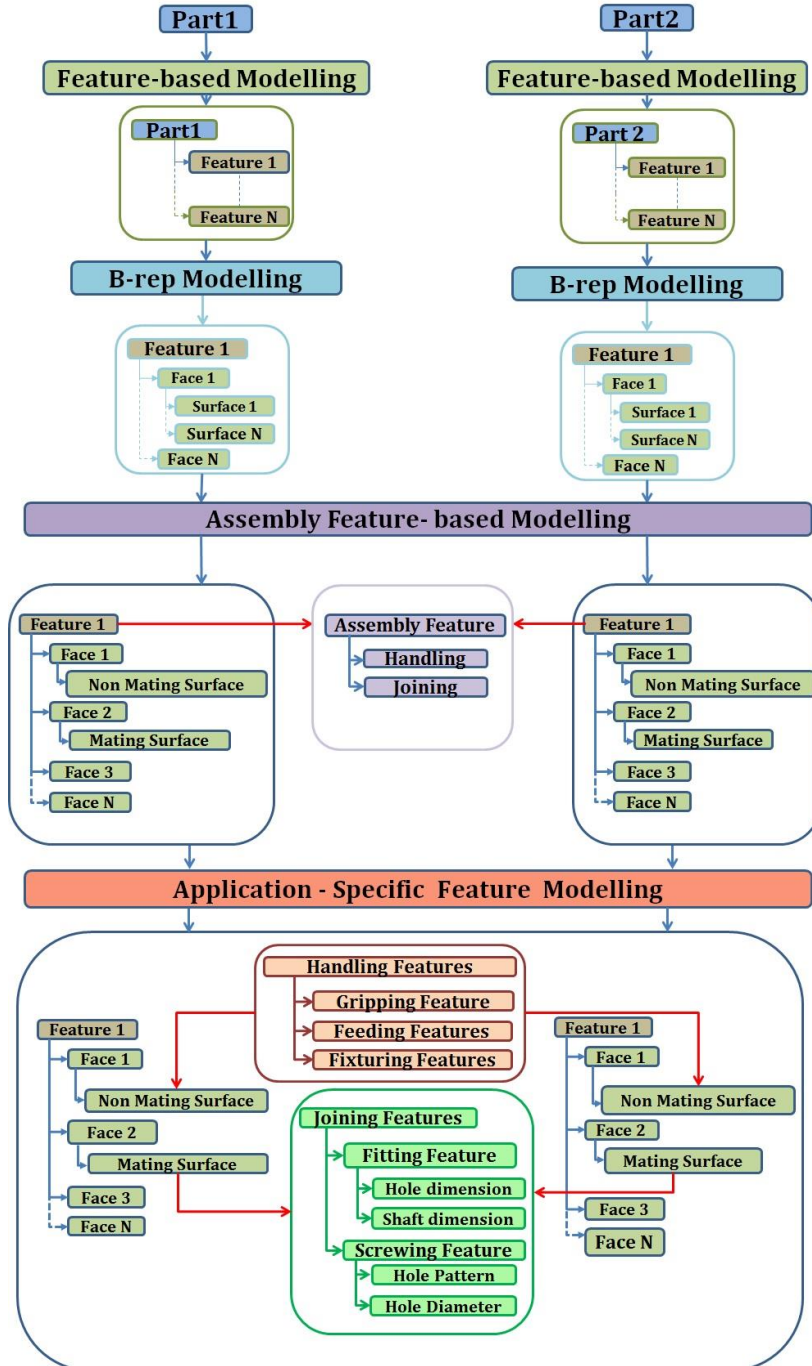 Part1
Part2
Feature-based Modelling
Feature-based Modelling
Part1
Feature 1
Feature N
Part 2
Feature 1
Feature N
B-rep Modelling
B-rep Modelling
Feature 1
Face 1
Surface 1
Surface N
Face N
Feature 1
Face 1
Surface 1
Surface N
Face N
Assembly Feature- based Modelling
Feature 1
Face 1
Non Mating Surface
Face 2
Mating Surface
Face 3
Face N
Assembly Feature
Handling
Joining
Feature 1
Face 1
Non Mating Surface
Face 2
Mating Surface
Face 3
Face N
Application - Specific Feature Modelling
Handling Features
Gripping Feature
Feeding Features
Fixturing Features
Feature 1
Face 1
Non Mating Surface
Face 2
Mating Surface
Face 3
Face N
Joining Features
Fitting Feature
Hole dimension
Shaft dimension
Screwing Feature
Hole Pattern
Hole Diameter
Feature 1
Face 1
Non Mating Surface
Face 2
Mating Surface
Face 3
Face N